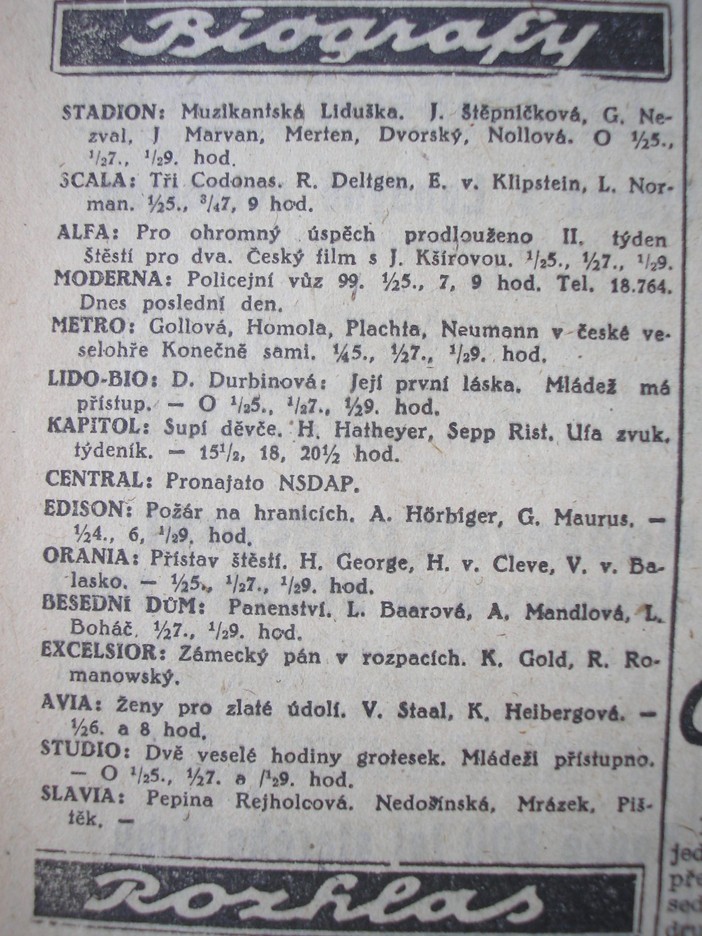 Biografy
STADION: Muzikantská Liduška. J. Štěpničková, G. Ne-
zval, J Marvan, Merten, Dvorský, Nollová. O ½5.,
½7., ½9. hod.
SCALA: Tři Codonas. R. Deltgen, E. v. Klipstein, L. Nor-
man. ½5., ¾7, 9 hod.
ALFA: Pro ohromný úspěch prodlouženo II. týden
Štěstí pro dva. Český film s J. Kšírovou. ½5., ½7., ½9.
MODERNA: Policejní vůz 99. ½5., 7, 9 hod. Tel. 18.764.
Dnes poslední den.
METRO: Gollová, Homola, Plachta, Neumann v české ve-
selohře Konečně sami. ¼5., ½7., ½9. hod.
LIDO-BIO: D. Durbinová: Její první láska. Mládež má
přístup. — O ½5., ½7., ½9. hod.
KAPITOL: Supí děvče. H. Hatheyer, Sepp Rist. Ufa zvuk.
týdeník. — 15½, 18, 20½ hod.
CENTRAL: Pronajato NSDAP.
EDISON: Požár na hranicích. A. Hörbiger, G. Maurus. —
½4., 6, ½9. hod.
ORANIA: Přístav štěstí. H. George, H. v. Cleve, V. v. Ba-
lasko. — ½5., ½7., ½9. hod.
BESEDNÍ DŮM: Panenství. L. Baarová, A. Mandlová, L.
Boháč. ½7., ½9. hod.
EXCELSIOR: Zámecký pán v rozpacích. K. Gold, R. Ro-
manowský.
AVIA: Ženy pro zlaté údolí. V. Staal, K. Heibergová. —
½6. a 8 hod.
STUDIO: Dvě veselé hodiny grotesek. Mládeži přístupno.
— O ½5., ½7. a ½9. hod.
SLAVIA: Pepina Rejholcová. Nedošinská, Mrázek, Piš-
těk. —
Rozhlas
jed
pře
sed
dru